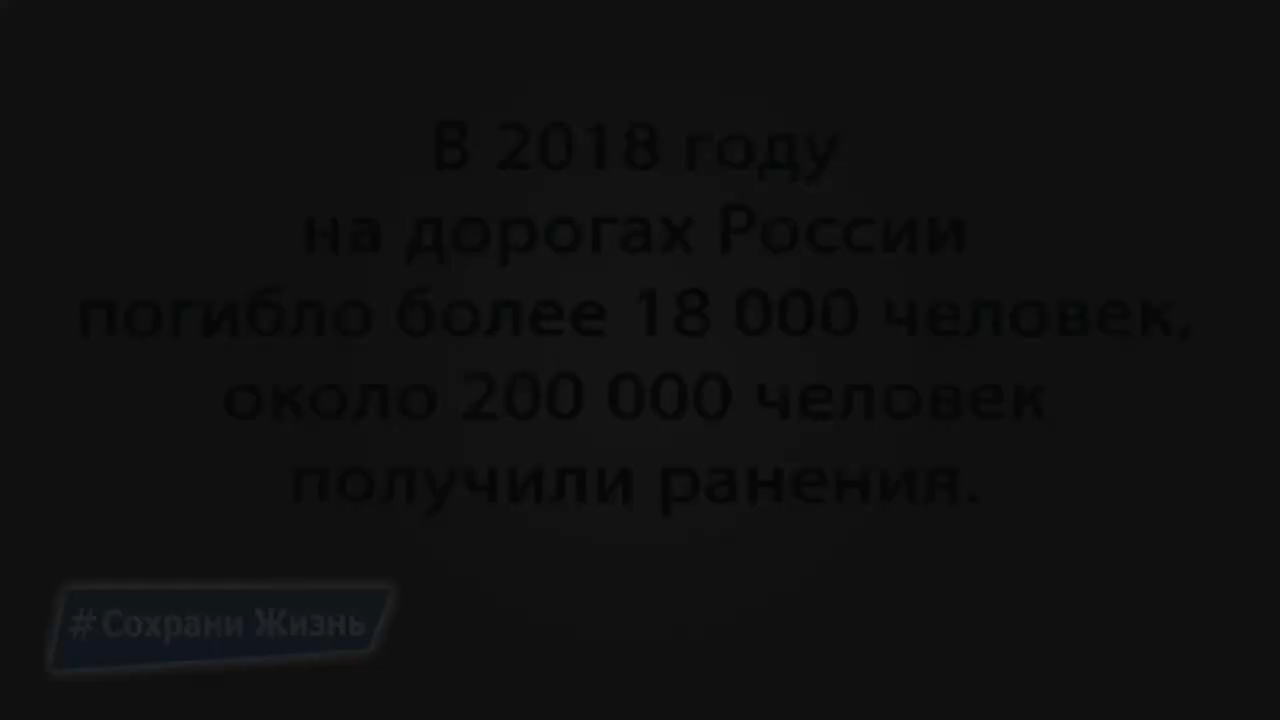 В 2018 году
на дорогах России
погибло более 18 000 человек,
около 200 000 человек
получили ранения.
#Сохрани Жизнь